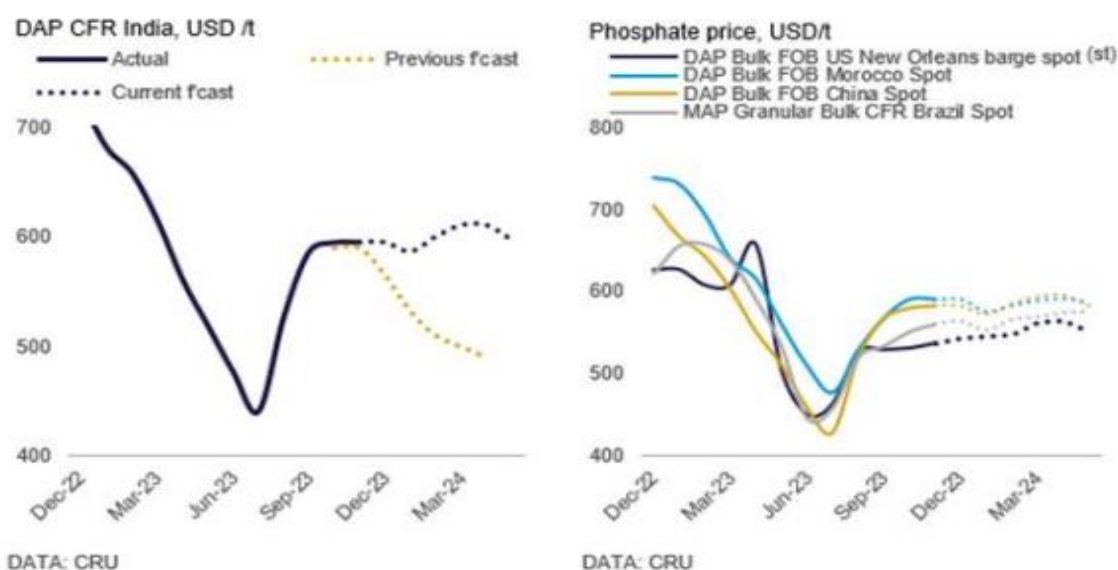 DAP CFR India, USD /t
Actual
Previous f'cast
Current f'cast
700
600
500
400
Dec-22
Mar-23
Jun-23
Sep-23
Dec-23
Mar-24
DATA: CRU
Phosphate price, USD/t
DAP Bulk FOB US New Orleans barge spot (st)
DAP Bulk FOB Morocco Spot
DAP Bulk FOB China Spot
MAP Granular Bulk CFR Brazil Spot
800
700
600
500
400
Dec-22
Mar-23
Jun-23
Sep-23
Dec-23
Mar-24
DATA: CRU